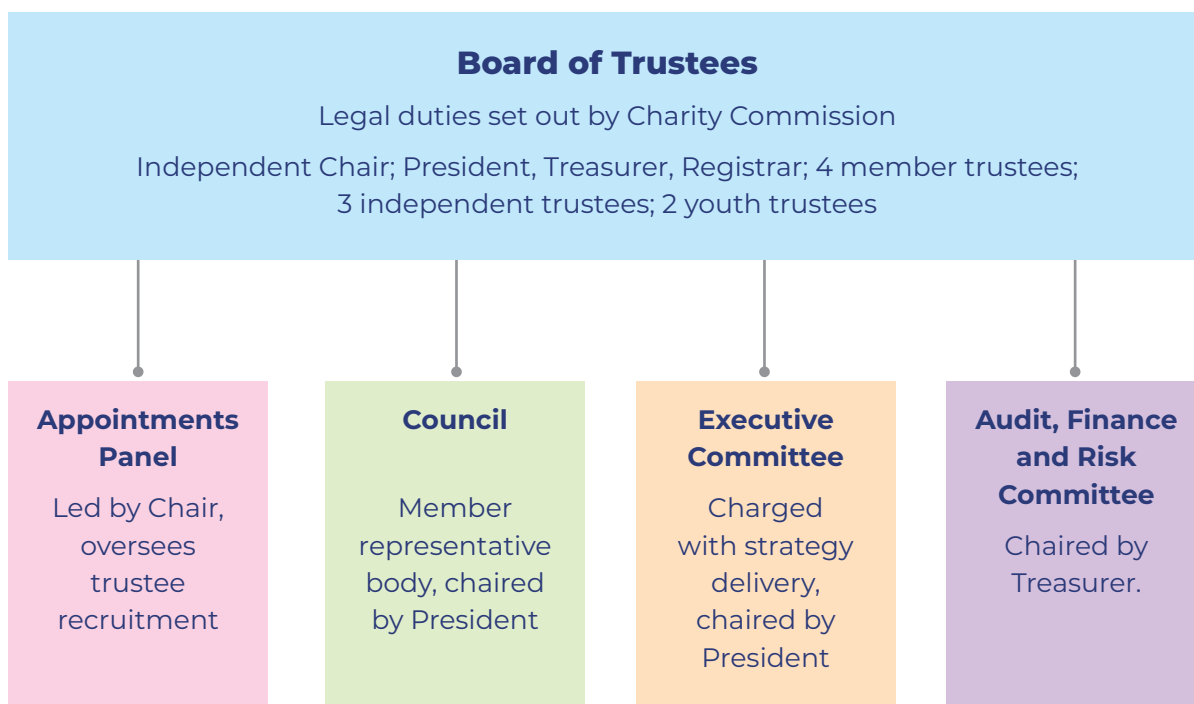 Board of Trustees
Legal duties set out by Charity Commission
Independent Chair; President, Treasurer, Registrar; 4 member trustees;
3 independent trustees; 2 youth trustees
Appointments
Panel
Led by Chair,
oversees
trustee
recruitment
Council
Member
representative
body, chaired
by President
Executive
Committee
Charged
with strategy
delivery,
chaired by
President
Audit, Finance
and Risk
Committee
Chaired by
Treasurer.